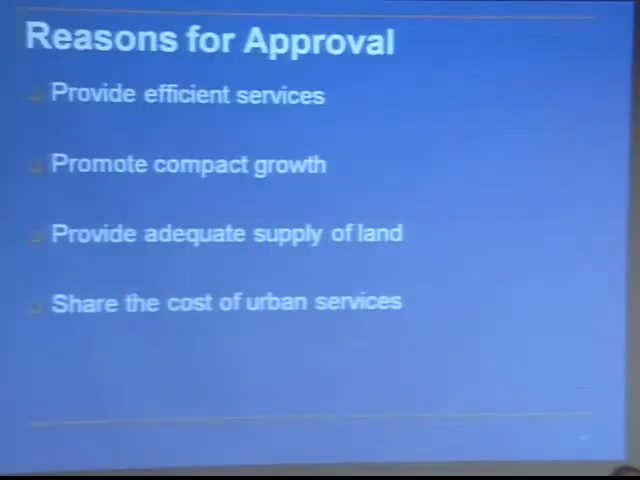 Reasons for Approval
Provide efficient services
Promote compact growth
Provide adequate supply of land
Share the cost of urban services